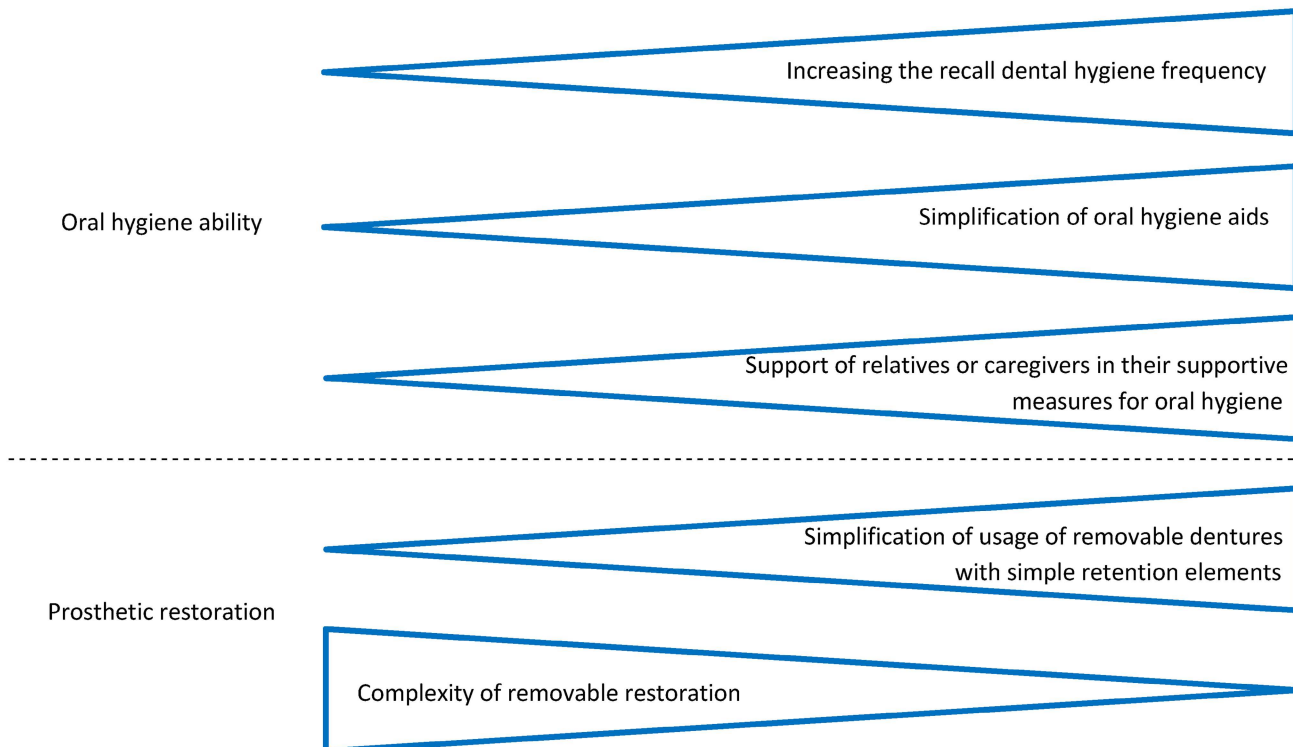 Increasing the recall dental hygiene frequency
Oral hygiene ability
Simplification of oral hygiene aids
Support of relatives or caregivers in their supportive
measures for oral hygiene
Simplification of usage of removable dentures
with simple retention elements
Prosthetic restoration
Complexity of removable restoration